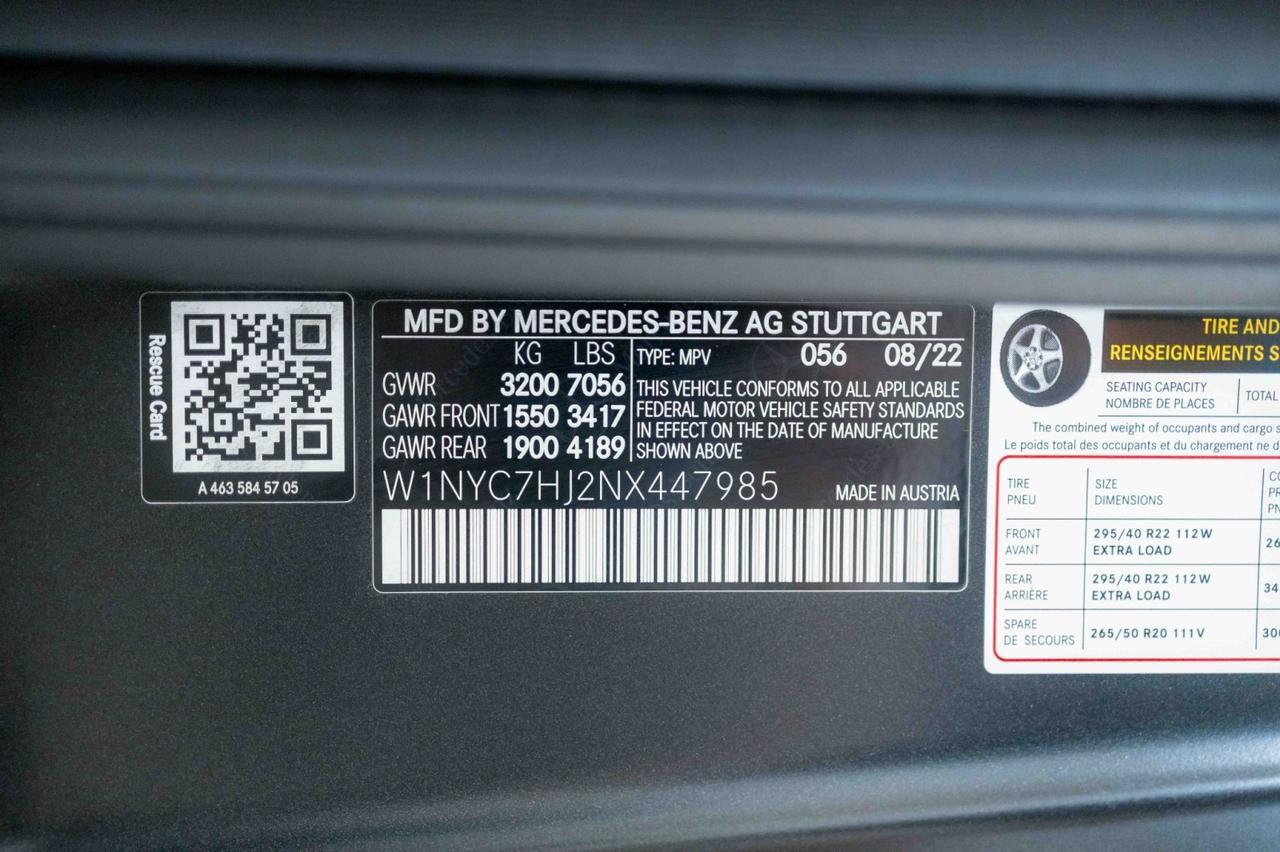 Rescue Card
A 463 584 57 05
MFD BY MERCEDES-BENZ AG STUTTGART
KG LBS
GVWR 3200 7056
GAWR FRONT 1550 3417
GAWR REAR 1900 4189
TYPE: MPV 056 08/22
THIS VEHICLE CONFORMS TO ALL APPLICABLE
FEDERAL MOTOR VEHICLE SAFETY STANDARDS
IN EFFECT ON THE DATE OF MANUFACTURE
SHOWN ABOVE
W1NYC7HJ2NX447985 MADE IN AUSTRIA
TIRE AND
RENSEIGNEMENTS S
SEATING CAPACITY
NOMBRE DE PLACES
TOTAL
The combined weight of occupants and cargo s
Le poids total des occupants et du chargement ne d
TIRE
PNEU
SIZE
DIMENSIONS
FRONT
AVANT
295/40 R22 112W
EXTRA LOAD
26
REAR
ARRIÈRE
295/40 R22 112W
EXTRA LOAD
34
SPARE
DE SECOURS
265/50 R20 111V
300